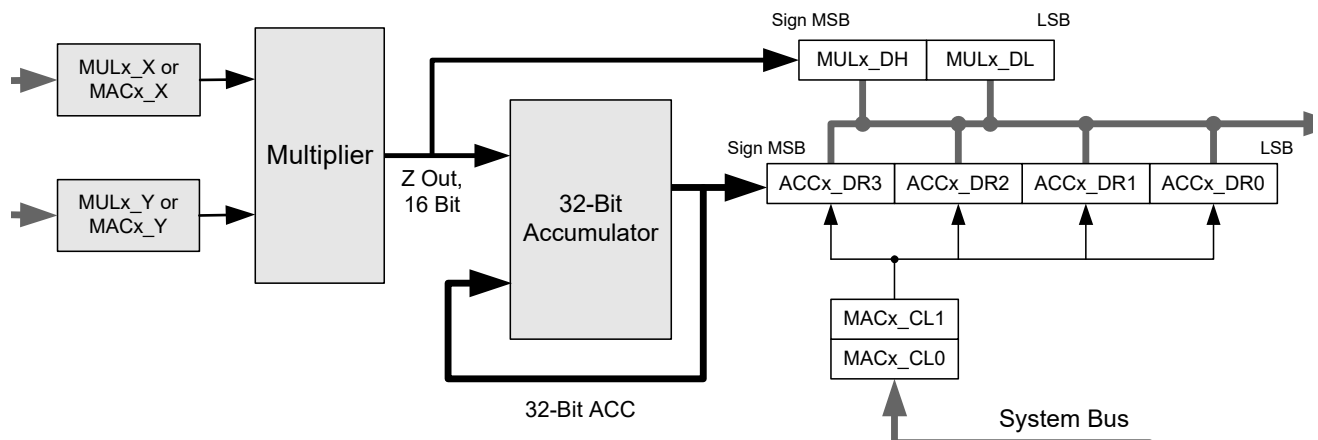 Sign MSB
LSB
MULx_X or
MACx_X
MULx_DH
MULx_DL
Multiplier
Z Out,
16 Bit
MULx_Y or
MACx_Y
32-Bit
Accumulator
Sign MSB
LSB
ACCx_DR3
ACCx_DR2
ACCx_DR1
ACCx_DR0
MACx_CL1
MACx_CL0
32-Bit ACC
System Bus